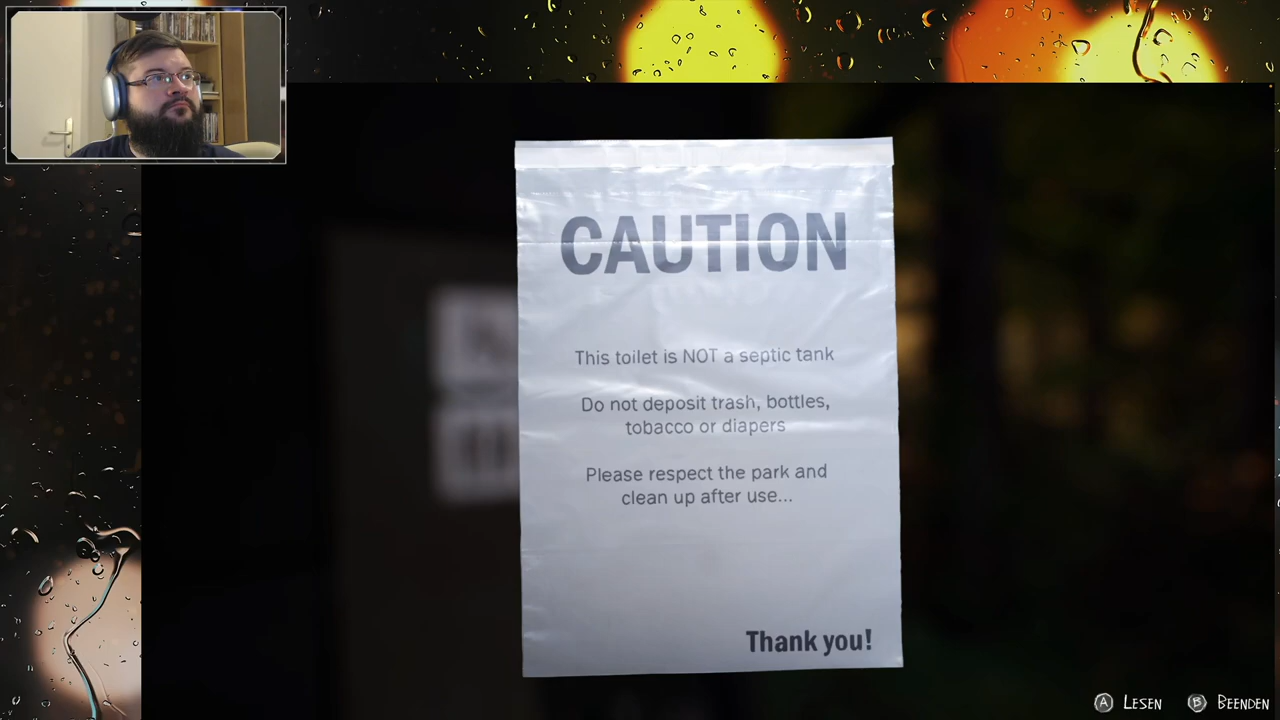 CAUTION
This toilet is NOT a septic tank
Do not deposit trash, bottles,
tobacco or diapers
Please respect the park and
clean up after use...
Thank you!
A LESEN B BEENDEN